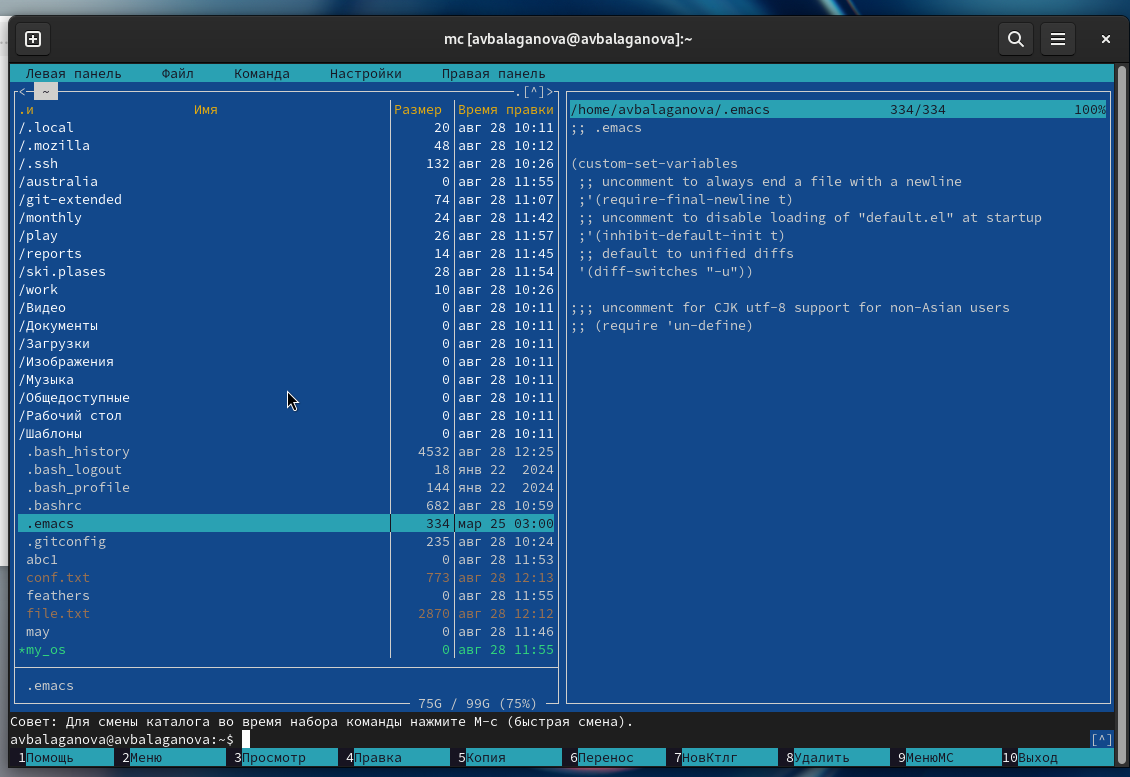 mc [avbalaganova@avbalaganova]:~
Левая панель Файл Команда Настройки Правая панель
<─ ~ .[^]>
.и Имя Размер Время правки
/.local 20 авг 28 10:11
/.mozilla 48 авг 28 10:12
/.ssh 132 авг 28 10:26
/australia 0 авг 28 11:55
/git-extended 74 авг 28 11:07
/monthly 24 авг 28 11:42
/play 26 авг 28 11:57
/reports 14 авг 28 11:45
/ski.plases 28 авг 28 11:54
/work 10 авг 28 10:26
/Видео 0 авг 28 10:11
/Документы 0 авг 28 10:11
/Загрузки 0 авг 28 10:11
/Изображения 0 авг 28 10:11
/Музыка 0 авг 28 10:11
/Общедоступные 0 авг 28 10:11
/Рабочий стол 0 авг 28 10:11
/Шаблоны 0 авг 28 10:11
.bash_history 4532 авг 28 12:25
.bash_logout 18 янв 22 2024
.bash_profile 144 янв 22 2024
.bashrc 682 авг 28 10:59
.emacs 334 мар 25 03:00
.gitconfig 235 авг 28 10:24
abc1 0 авг 28 11:53
conf.txt 773 авг 28 12:13
feathers 0 авг 28 11:55
file.txt 2870 авг 28 12:12
may 0 авг 28 11:46
*my_os 0 авг 28 11:55
.emacs
75G / 99G (75%)
/home/avbalaganova/.emacs 334/334 100%
;; .emacs
(custom-set-variables
;; uncomment to always end a file with a newline
;'(require-final-newline t)
;; uncomment to disable loading of "default.el" at startup
;'(inhibit-default-init t)
;; default to unified diffs
'(diff-switches "-u"))
;;; uncomment for CJK utf-8 support for non-Asian users
;; (require 'un-define)
Совет: Для смены каталога во время набора команды нажмите M-c (быстрая смена).
avbalaganova@avbalaganova:~$ [^]
1Помощь 2Меню 3Просмотр 4Правка 5Копия 6Перенос 7НовКтлг 8Удалить 9МенюMC 10Выход